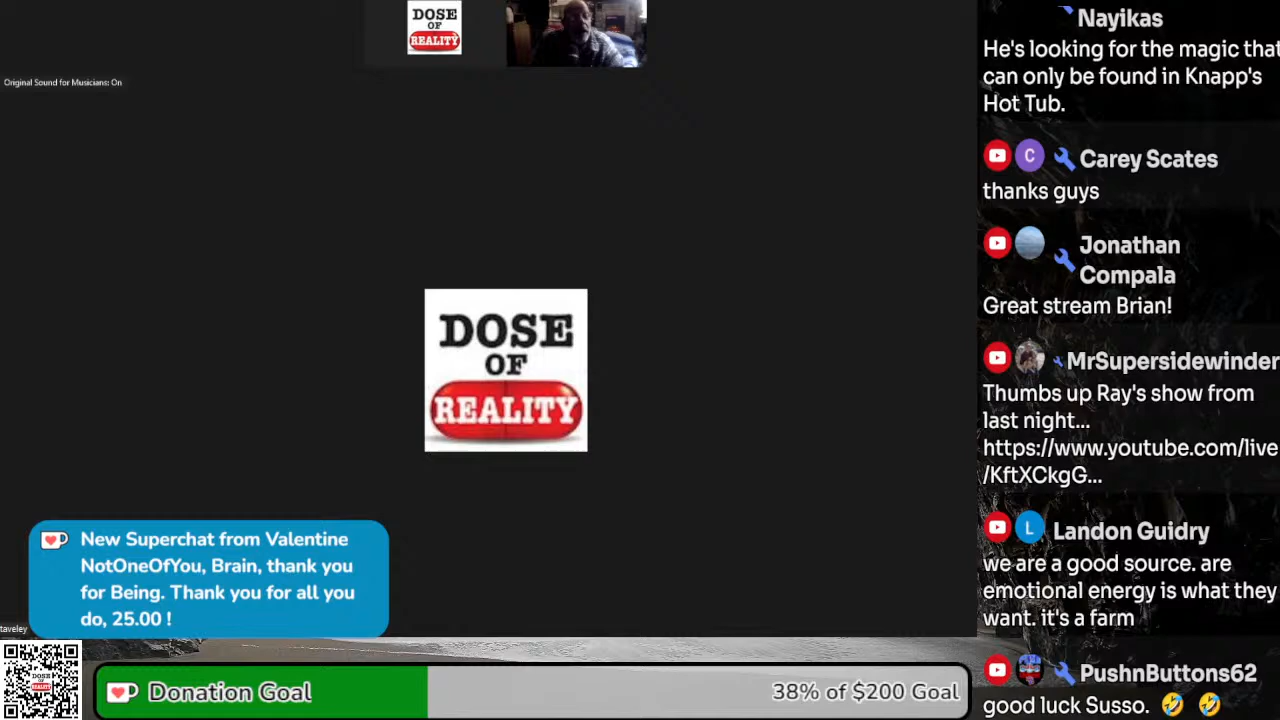 DOSE
OF
REALITY
Original Sound for Musicians: On
DOSE
OF
REALITY
New Superchat from Valentine
NotOneOfYou, Brain, thank you
for Being. Thank you for all you
do, 25.00 !
taveley
DOSE
OF
REALITY
Donation Goal
38% of $200 Goal
Nayikas
He's looking for the magic that
can only be found in Knapp's
Hot Tub.
C
Carey Scates
thanks guys
Jonathan
Compala
Great stream Brian!
MrSupersidewinder
Thumbs up Ray's show from
last night...
https://www.youtube.com/live
/KftXCkgG...
L
Landon Guidry
we are a good source. are
emotional energy is what they
want. it's a farm
PushnButtons62
good luck Susso. 🤣 🤣